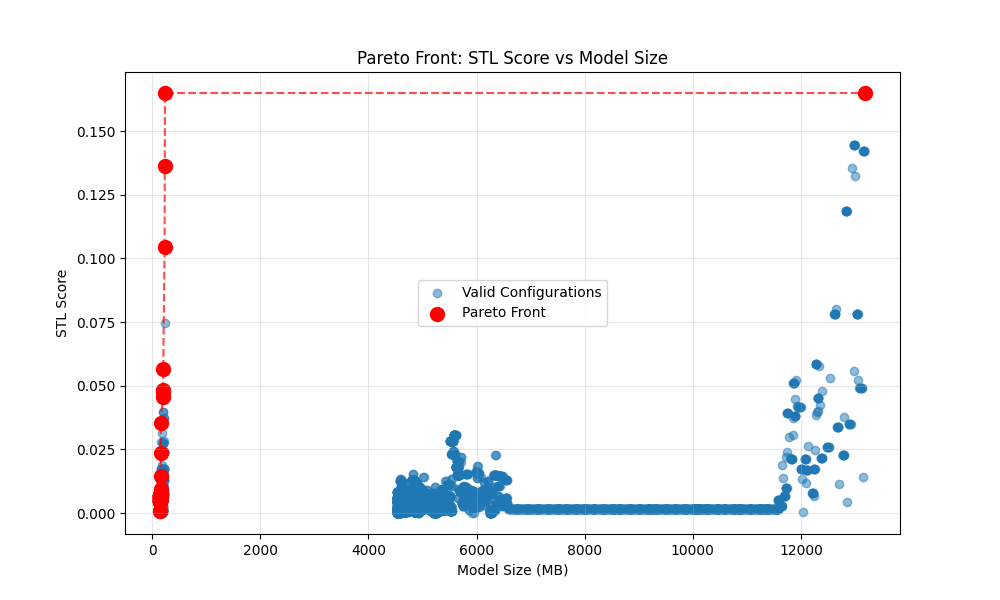 Pareto Front: STL Score vs Model Size
STL Score
0.150
0.125
0.100
0.075
0.050
0.025
0.000
Valid Configurations
Pareto Front
0
2000
4000
6000
8000
10000
12000
Model Size (MB)